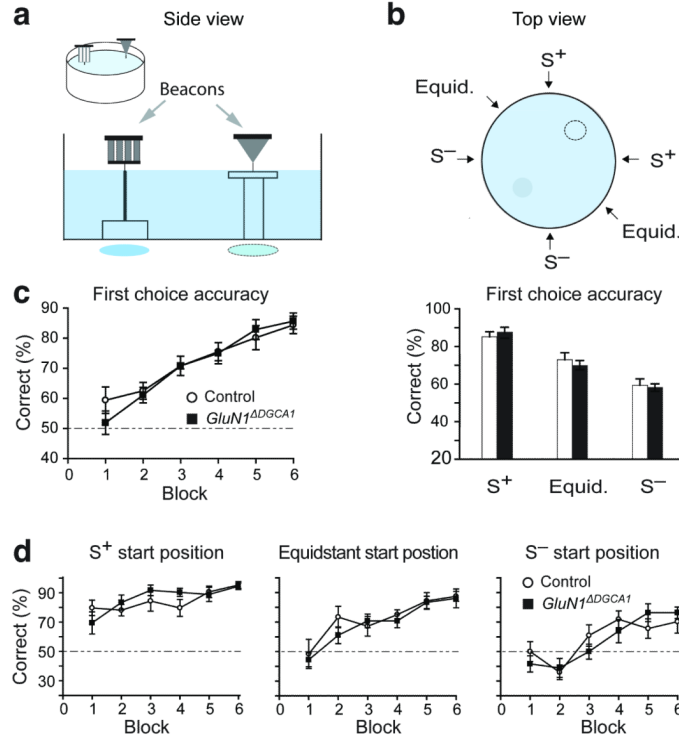 a
Side view
Beacons
b
Top view
S+
Equid.
S–
S+
Equid.
S–
c
First choice accuracy
Correct (%)
90
80
70
60
50
40
Control
GluN1ΔDGCA1
0 1 2 3 4 5 6
Block
First choice accuracy
Correct (%)
100
80
60
40
20
S+ Equid. S–
d
S+ start position
Correct (%)
90
70
50
30
0 1 2 3 4 5 6
Block
Equidstant start postion
0 1 2 3 4 5 6
Block
S– start position
Control
GluN1ΔDGCA1
0 1 2 3 4 5 6
Block